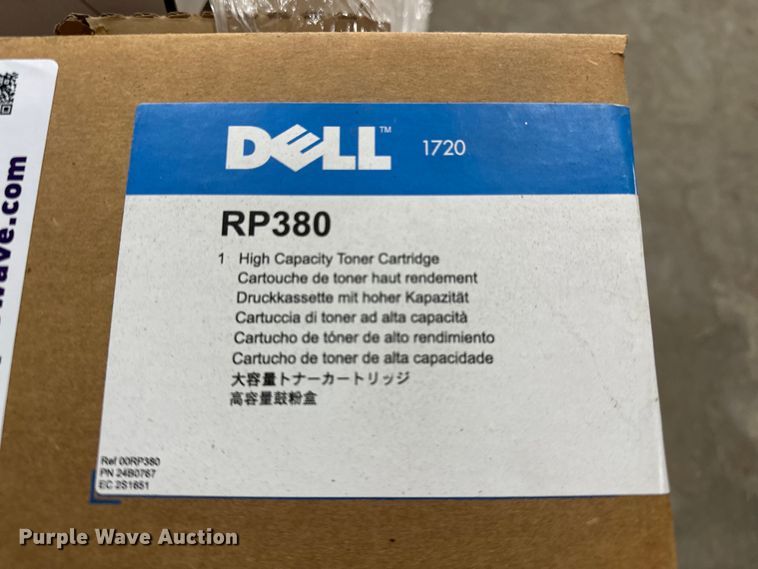 wave.com
DELL™ 1720
RP380
1 High Capacity Toner Cartridge
Cartouche de toner haut rendement
Druckkassette mit hoher Kapazität
Cartuccia di toner ad alta capacità
Cartucho de tóner de alto rendimiento
Cartucho de toner de alta capacidade
大容量トナーカートリッジ
高容量鼓粉盒
Ref 00RP380
PN 24B0767
EC 2S1651
Purple Wave Auction